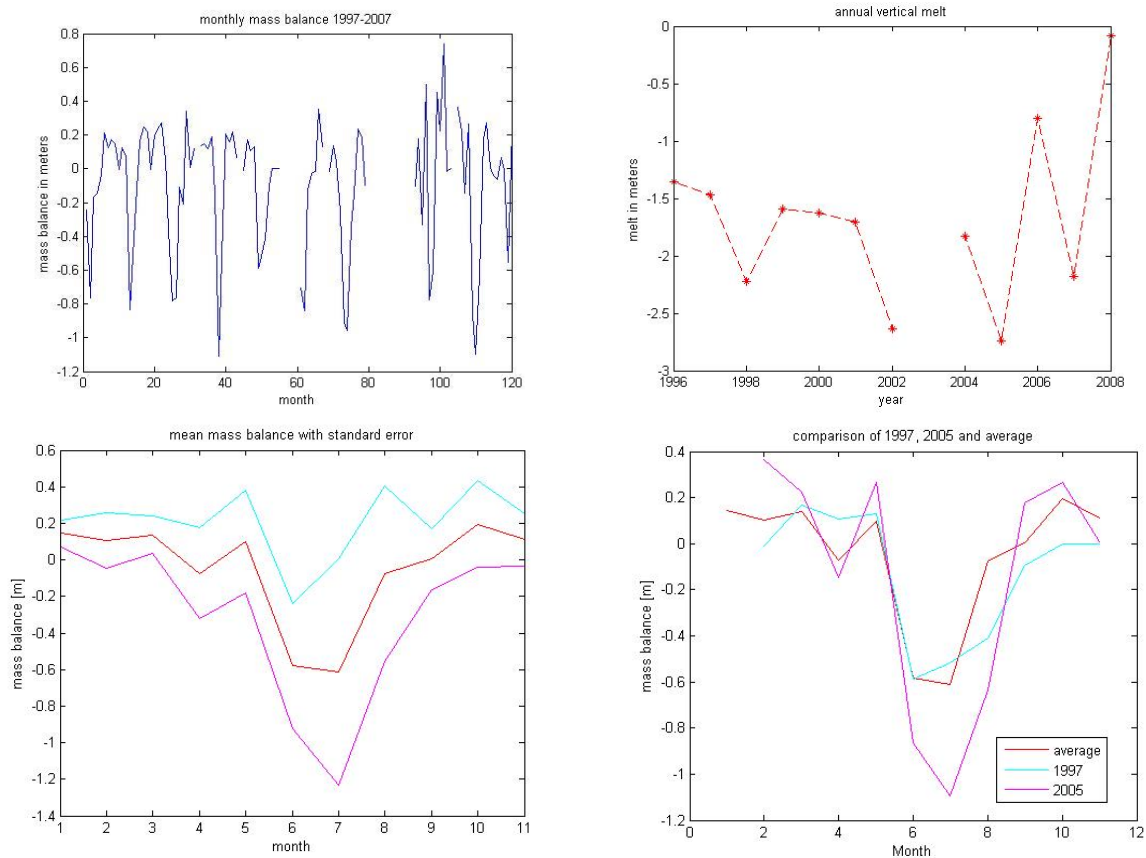 monthly mass balance 1997-2007
mass balance in meters
0.8
0.6
0.4
0.2
0
-0.2
-0.4
-0.6
-0.8
-1
-1.2
0 20 40 60 80 100 120
month
annual vertical melt
melt in meters
0
-0.5
-1
-1.5
-2
-2.5
-3
1996 1998 2000 2002 2004 2006 2008
year
mean mass balance with standard error
mass balance [m]
0.6
0.4
0.2
0
-0.2
-0.4
-0.6
-0.8
-1
-1.2
-1.4
1 2 3 4 5 6 7 8 9 10 11
month
comparison of 1997, 2005 and average
mass balance [m]
0.4
0.2
0
-0.2
-0.4
-0.6
-0.8
-1
-1.2
0 2 4 6 8 10 12
Month
average
1997
2005